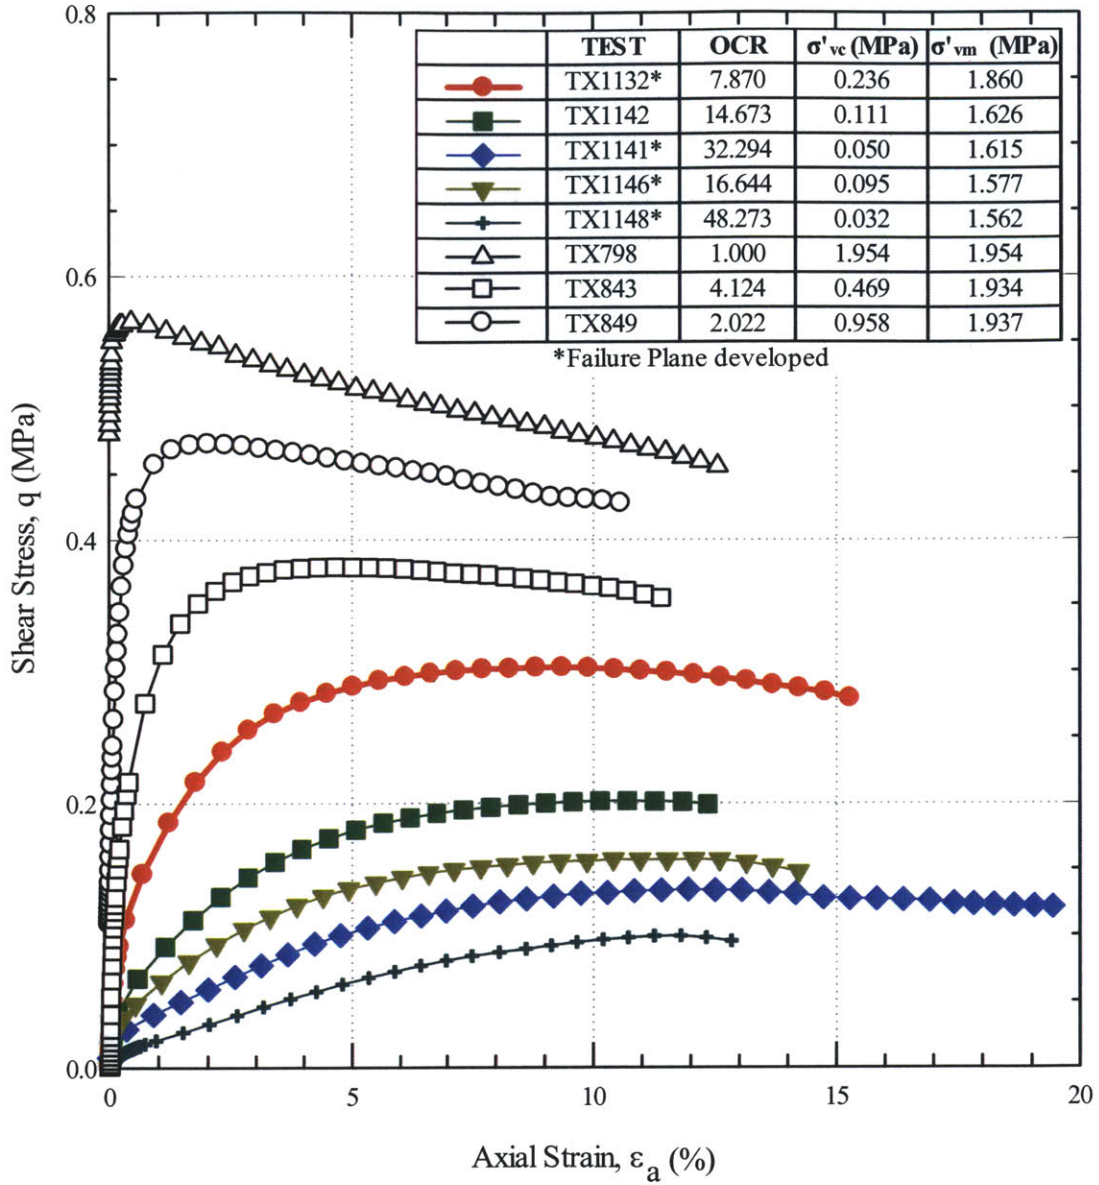 0.8
TEST OCR σ'vc (MPa) σ'vm (MPa)
TX1132* 7.870 0.236 1.860
TX1142 14.673 0.111 1.626
TX1141* 32.294 0.050 1.615
TX1146* 16.644 0.095 1.577
TX1148* 48.273 0.032 1.562
TX798 1.000 1.954 1.954
TX843 4.124 0.469 1.934
TX849 2.022 0.958 1.937
*Failure Plane developed
0.6
Shear Stress, q (MPa)
0.4
0.2
0.0
0 5 10 15 20
Axial Strain, εa (%)